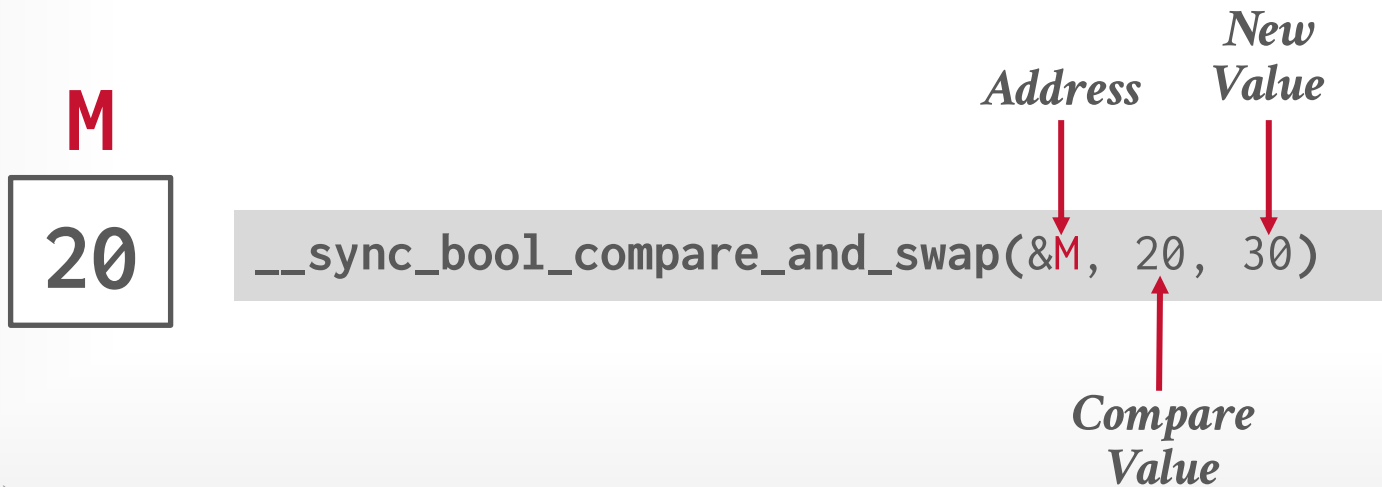 New
Value
Address
M
20
__sync_bool_compare_and_swap(&M, 20, 30)
Compare
Value